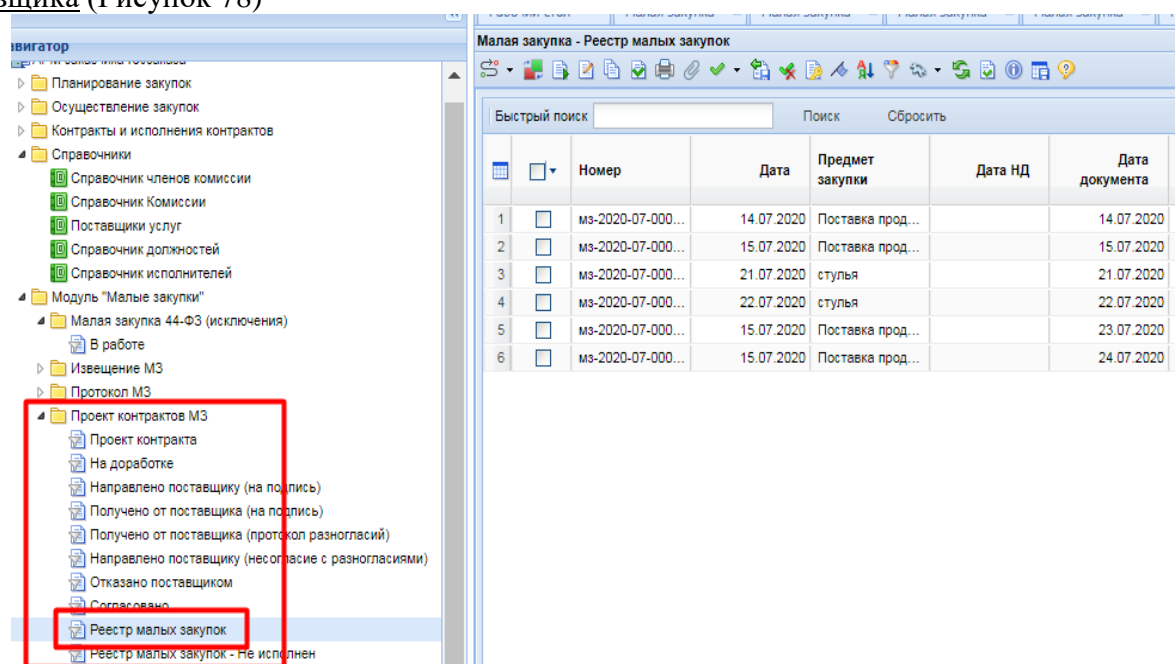 вщика (Рисунок 78)
авигатор
Планирование закупок
Осуществление закупок
Контракты и исполнения контрактов
Справочники
Справочник членов комиссии
Справочник Комиссии
Поставщики услуг
Справочник должностей
Справочник исполнителей
Модуль "Малые закупки"
Малая закупка 44-ФЗ (исключения)
В работе
Извещение МЗ
Протокол МЗ
Проект контрактов МЗ
Проект контракта
На доработке
Направлено поставщику (на подпись)
Получено от поставщика (на подпись)
Получено от поставщика (протокол разногласий)
Направлено поставщику (несогласие с разногласиями)
Отказано поставщиком
Согласовано
Реестр малых закупок
Реестр малых закупок - Не исполнен
Малая закупка - Реестр малых закупок
Быстрый поиск Поиск Сбросить
Номер Дата Предмет закупки Дата НД Дата документа
1 мз-2020-07-000... 14.07.2020 Поставка прод... 14.07.2020
2 мз-2020-07-000... 15.07.2020 Поставка прод... 15.07.2020
3 мз-2020-07-000... 21.07.2020 стулья 21.07.2020
4 мз-2020-07-000... 22.07.2020 стулья 22.07.2020
5 мз-2020-07-000... 15.07.2020 Поставка прод... 23.07.2020
6 мз-2020-07-000... 15.07.2020 Поставка прод... 24.07.2020